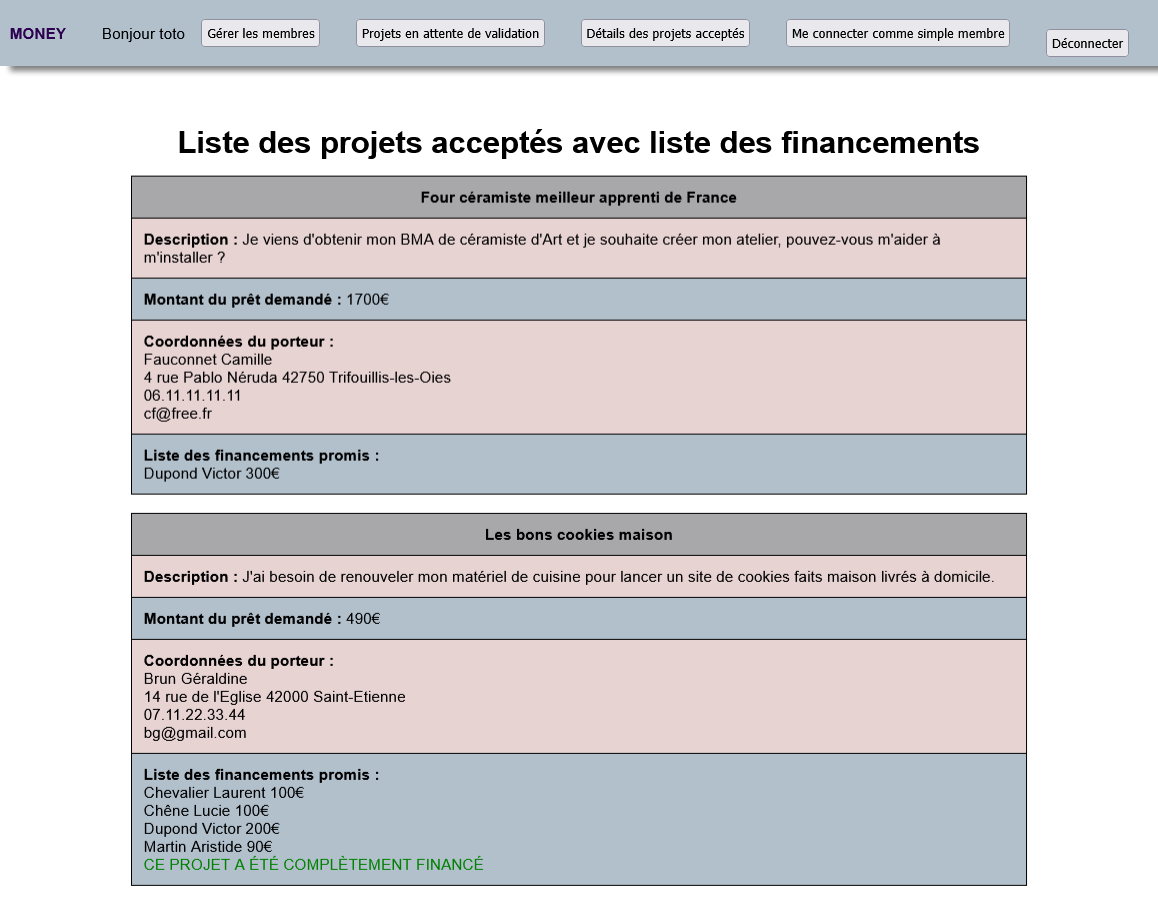 MONEY Bonjour toto Gérer les membres Projets en attente de validation Détails des projets acceptés Me connecter comme simple membre Déconnecter
Liste des projets acceptés avec liste des financements
Four céramiste meilleur apprenti de France
Description : Je viens d'obtenir mon BMA de céramiste d'Art et je souhaite créer mon atelier, pouvez-vous m'aider à
m'installer ?
Montant du prêt demandé : 1700€
Coordonnées du porteur :
Fauconnet Camille
4 rue Pablo Néruda 42750 Trifouillis-les-Oies
06.11.11.11.11
cf@free.fr
Liste des financements promis :
Dupond Victor 300€
Les bons cookies maison
Description : J'ai besoin de renouveler mon matériel de cuisine pour lancer un site de cookies faits maison livrés à domicile.
Montant du prêt demandé : 490€
Coordonnées du porteur :
Brun Géraldine
14 rue de l'Eglise 42000 Saint-Etienne
07.11.22.33.44
bg@gmail.com
Liste des financements promis :
Chevalier Laurent 100€
Chêne Lucie 100€
Dupond Victor 200€
Martin Aristide 90€
CE PROJET A ÉTÉ COMPLÈTEMENT FINANCÉ